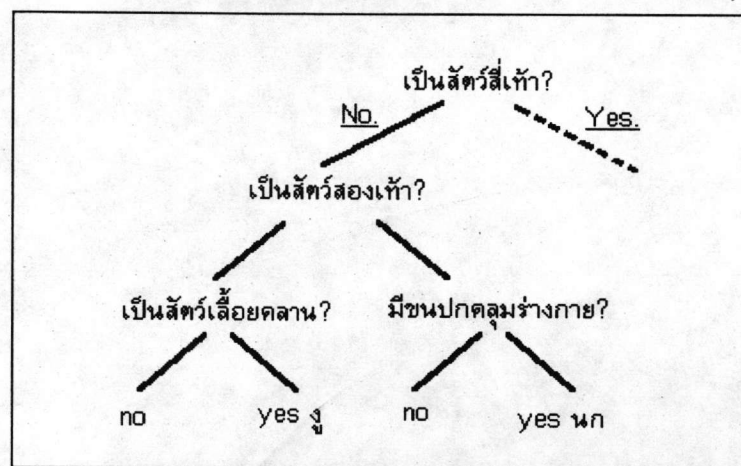 เป็นสัตว์สี่เท้า?
No. Yes.
เป็นสัตว์สองเท้า?
เป็นสัตว์เลื้อยคลาน? มีขนปกคลุมร่างกาย?
no yes งู no yes นก